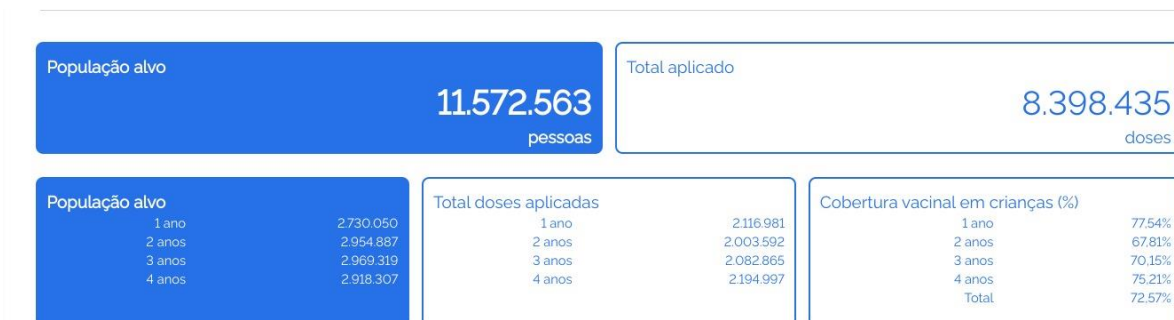 População alvo
11.572.563
pessoas
Total aplicado
8.398.435
doses
População alvo
1 ano 2.730.050
2 anos 2.954.887
3 anos 2.969.319
4 anos 2.918.307
Total doses aplicadas
1 ano 2.116.981
2 anos 2.003.592
3 anos 2.082.865
4 anos 2.194.997
Cobertura vacinal em crianças (%)
1 ano 77,54%
2 anos 67,81%
3 anos 70,15%
4 anos 75,21%
Total 72,57%